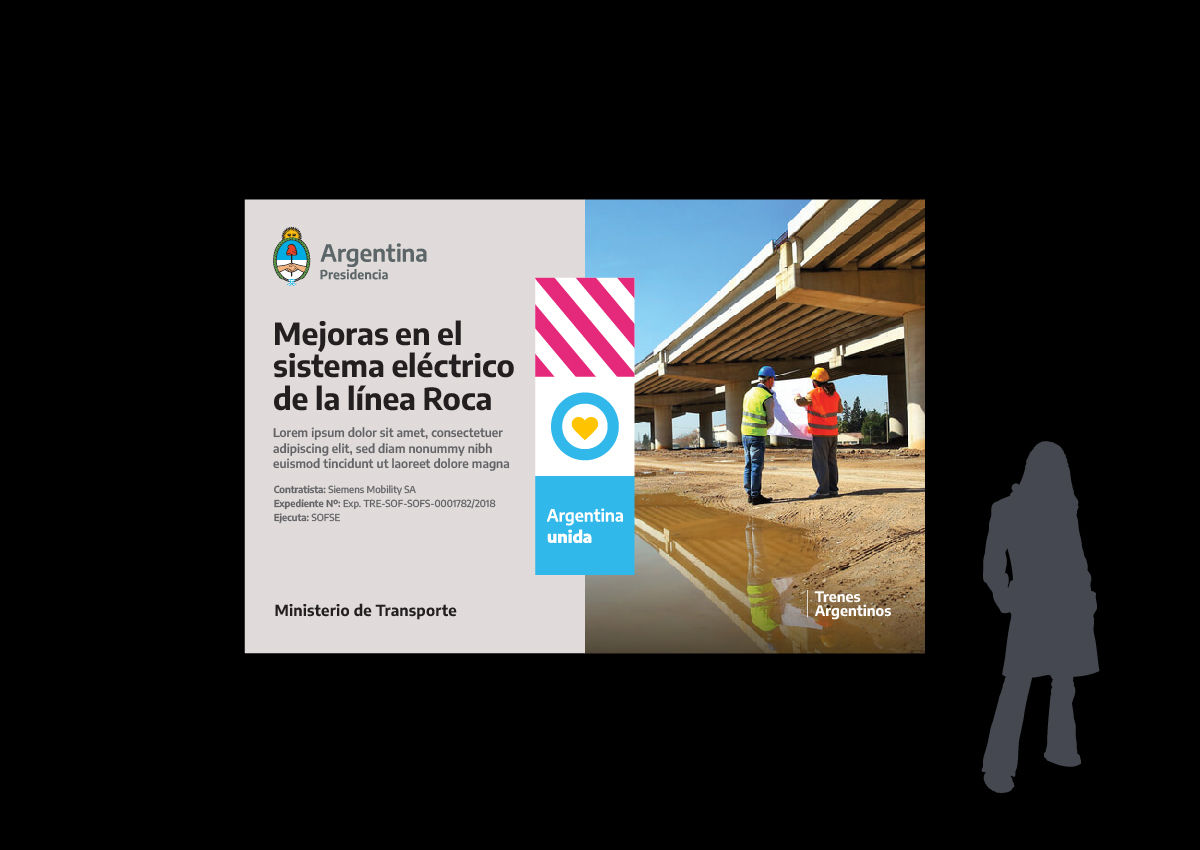 Argentina
Presidencia
Mejoras en el
sistema eléctrico
de la línea Roca
Lorem ipsum dolor sit amet, consectetuer
adipiscing elit, sed diam nonummy nibh
euismod tincidunt ut laoreet dolore magna
Contratista: Siemens Mobility SA
Expediente Nº: Exp. TRE-SOF-SOFS-0001782/2018
Ejecuta: SOFSE
Ministerio de Transporte
Argentina
unida
Trenes
Argentinos